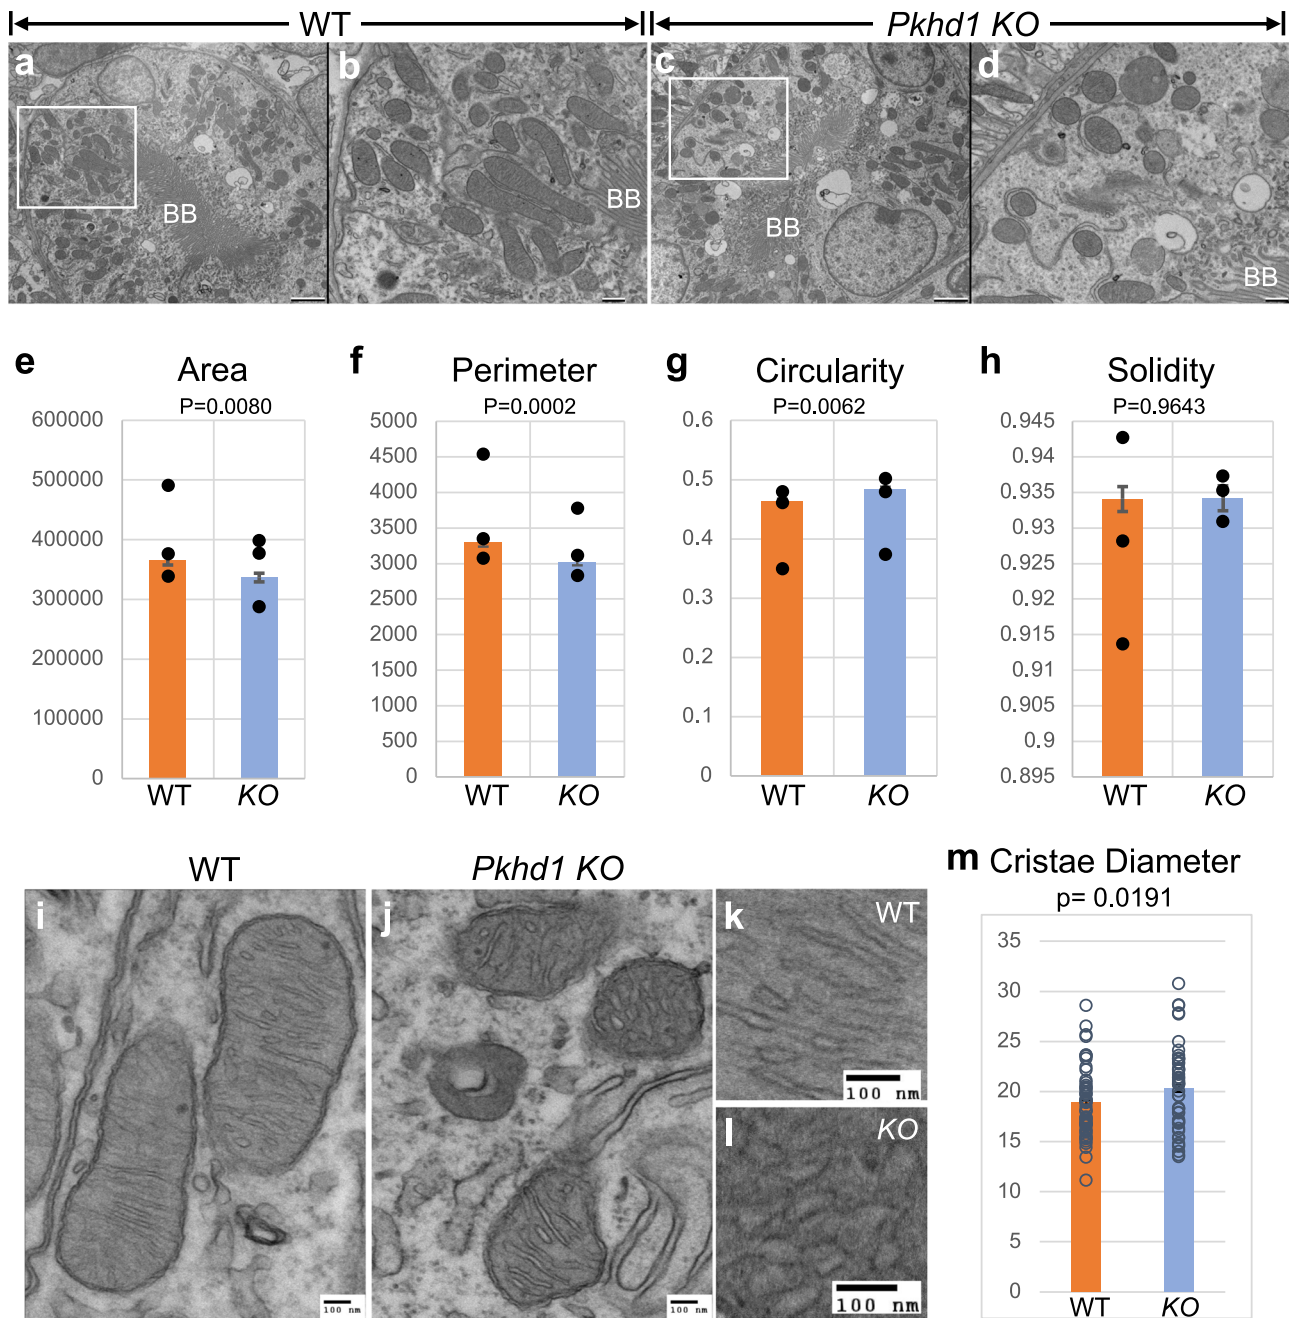 WT
Pkhd1 KO
a
b
c
d
BB
BB
BB
BB
e
Area
P=0.0080
600000
500000
400000
300000
200000
100000
0
WT
KO
f
Perimeter
P=0.0002
5000
4500
4000
3500
3000
2500
2000
1500
1000
500
0
WT
KO
g
Circularity
P=0.0062
0.6
0.5
0.4
0.3
0.2
0.1
0
WT
KO
h
Solidity
P=0.9643
0.945
0.94
0.935
0.93
0.925
0.92
0.915
0.91
0.905
0.9
0.895
WT
KO
WT
Pkhd1 KO
i
100 nm
j
100 nm
k
WT
100 nm
l
KO
100 nm
m Cristae Diameter
p= 0.0191
35
30
25
20
15
10
5
0
WT
KO